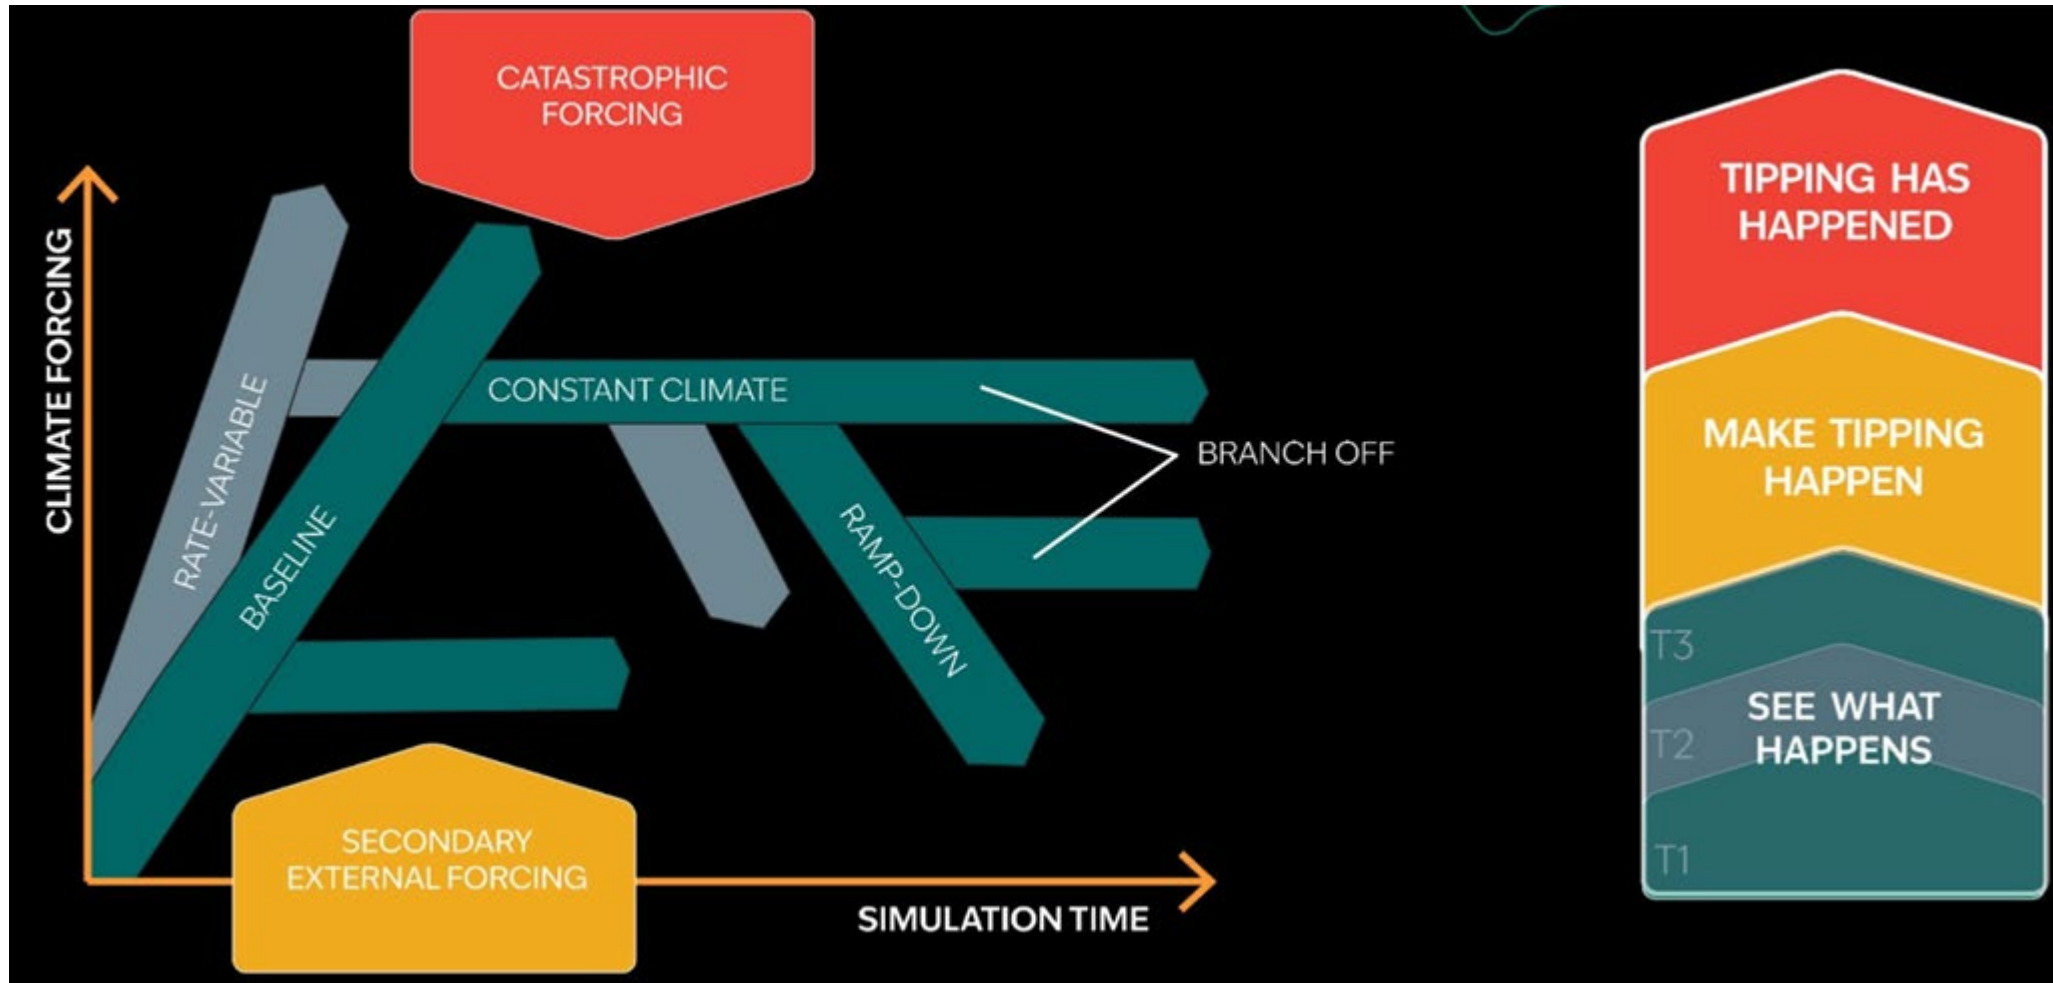 CATASTROPHIC
FORCING
CLIMATE FORCING
RATE-VARIABLE
BASELINE
CONSTANT CLIMATE
BRANCH OFF
RAMP-DOWN
SECONDARY
EXTERNAL FORCING
SIMULATION TIME
TIPPING HAS
HAPPENED
MAKE TIPPING
HAPPEN
T3
SEE WHAT
HAPPENS
T2
T1